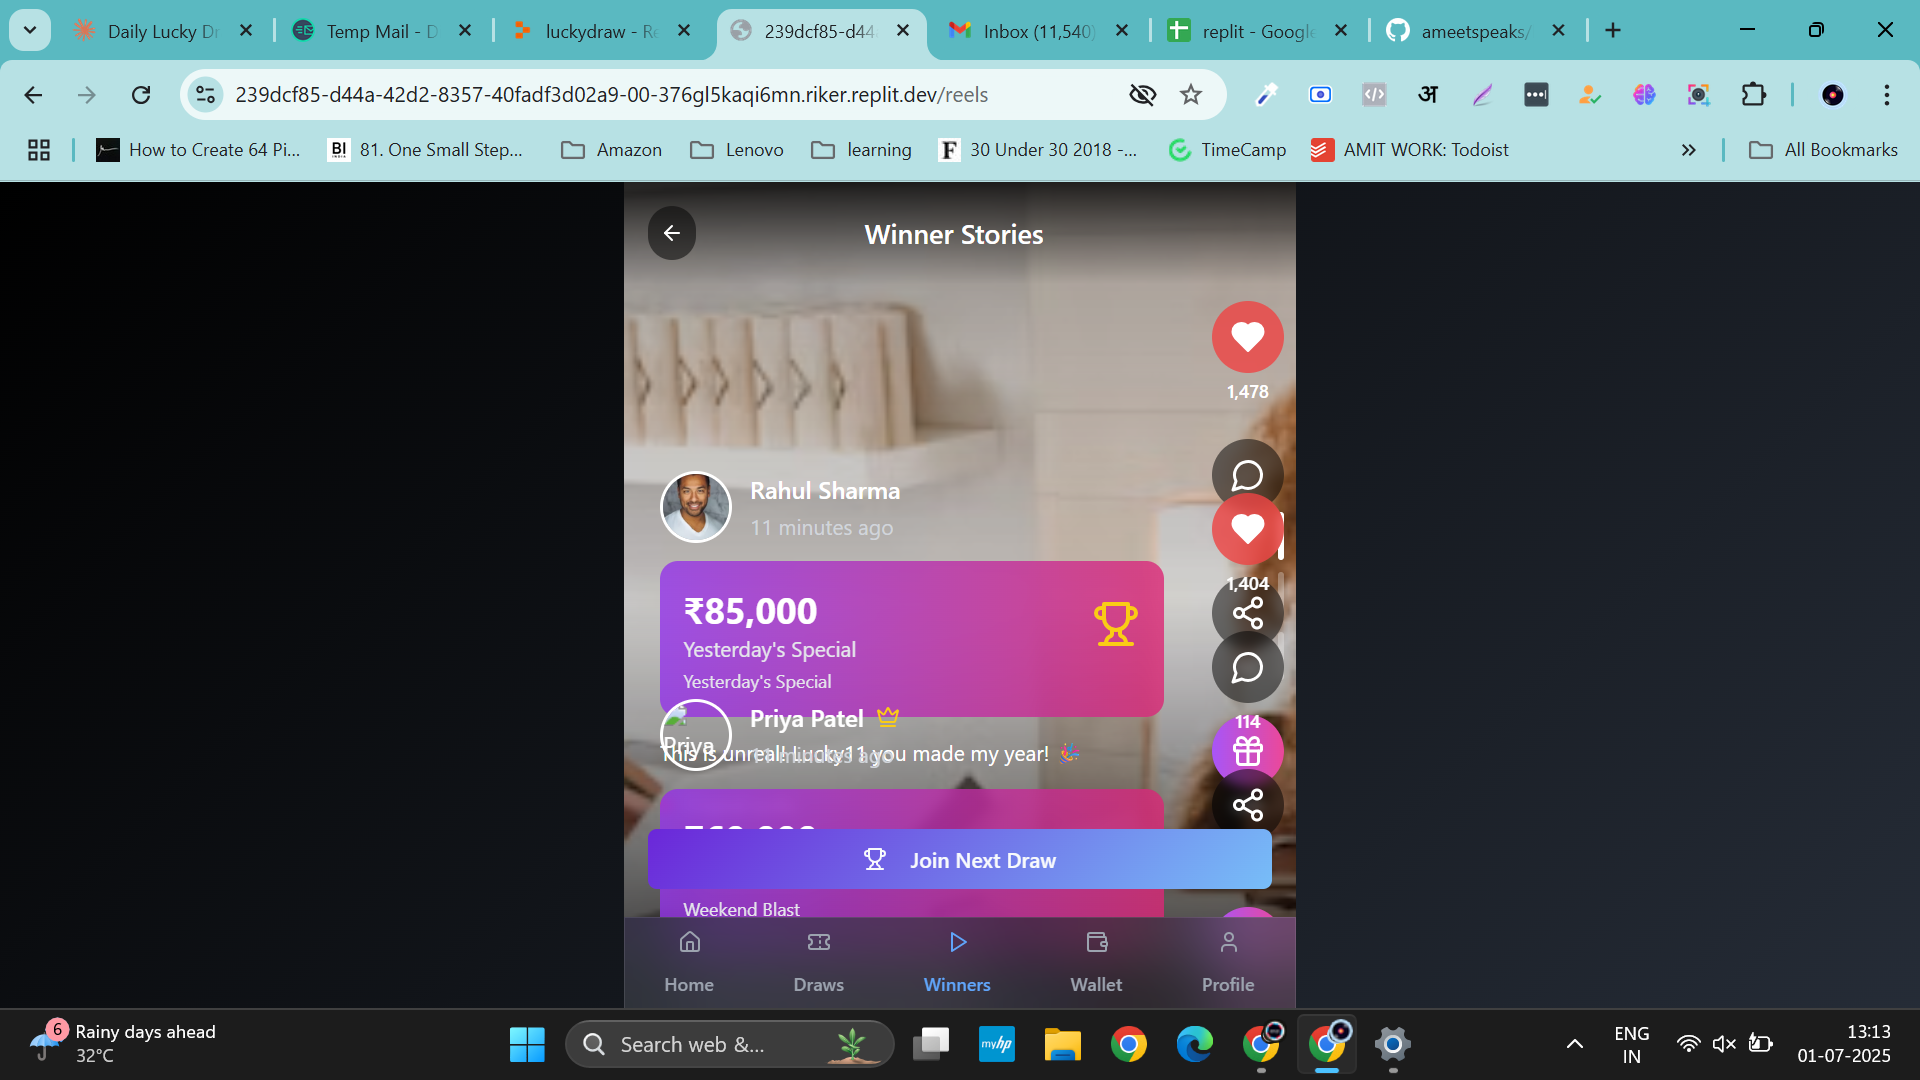 Daily Lucky Dr
Temp Mail - D
luckydraw - Re
239dcf85-d44
Inbox (11,540)
replit - Google
ameetspeaks/
239dcf85-d44a-42d2-8357-40fadf3d02a9-00-376gl5kaqi6mn.riker.replit.dev/reels
अ
How to Create 64 Pi...
BI
INDIA
81. One Small Step...
Amazon
Lenovo
learning
F
30 Under 30 2018 -...
TimeCamp
AMIT WORK: Todoist
All Bookmarks
Winner Stories
1,478
Rahul Sharma
11 minutes ago
1,404
₹85,000
Yesterday's Special
Yesterday's Special
Priya Patel
Priya
114
This is unreal! Lucky11 you made my year! 🎉
11 minutes ago
Join Next Draw
Weekend Blast
Home
Draws
Winners
Wallet
Profile
6
Rainy days ahead
32°C
Search web &...
myhp
ENG
IN
13:13
01-07-2025